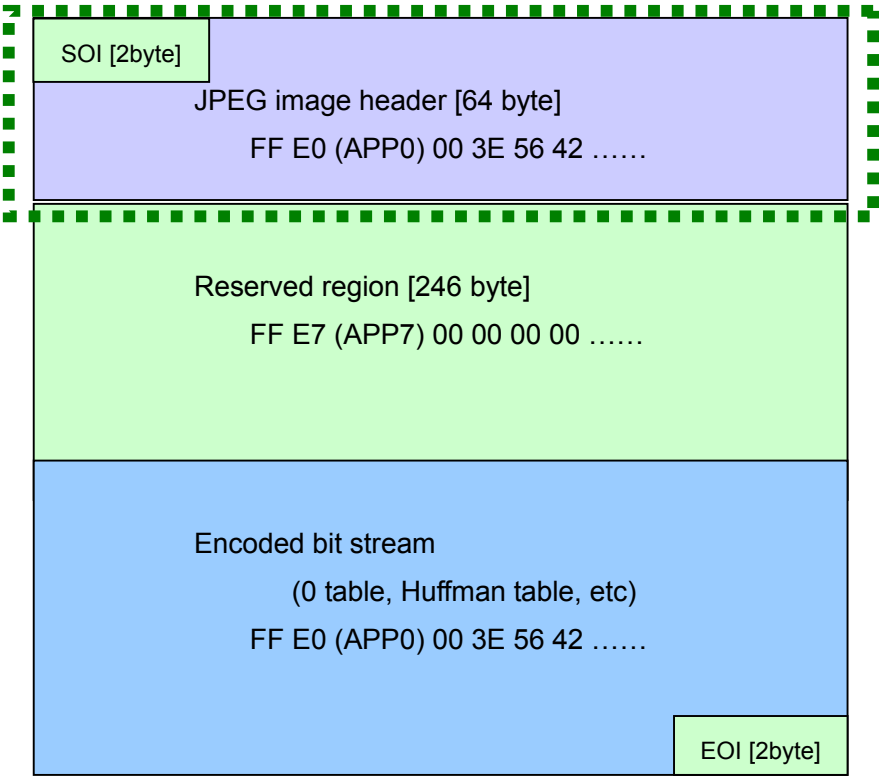 SOI [2byte]
JPEG image header [64 byte]
FF E0 (APP0) 00 3E 56 42 ……
Reserved region [246 byte]
FF E7 (APP7) 00 00 00 00 ……
Encoded bit stream
(0 table, Huffman table, etc)
FF E0 (APP0) 00 3E 56 42 ……
EOI [2byte]